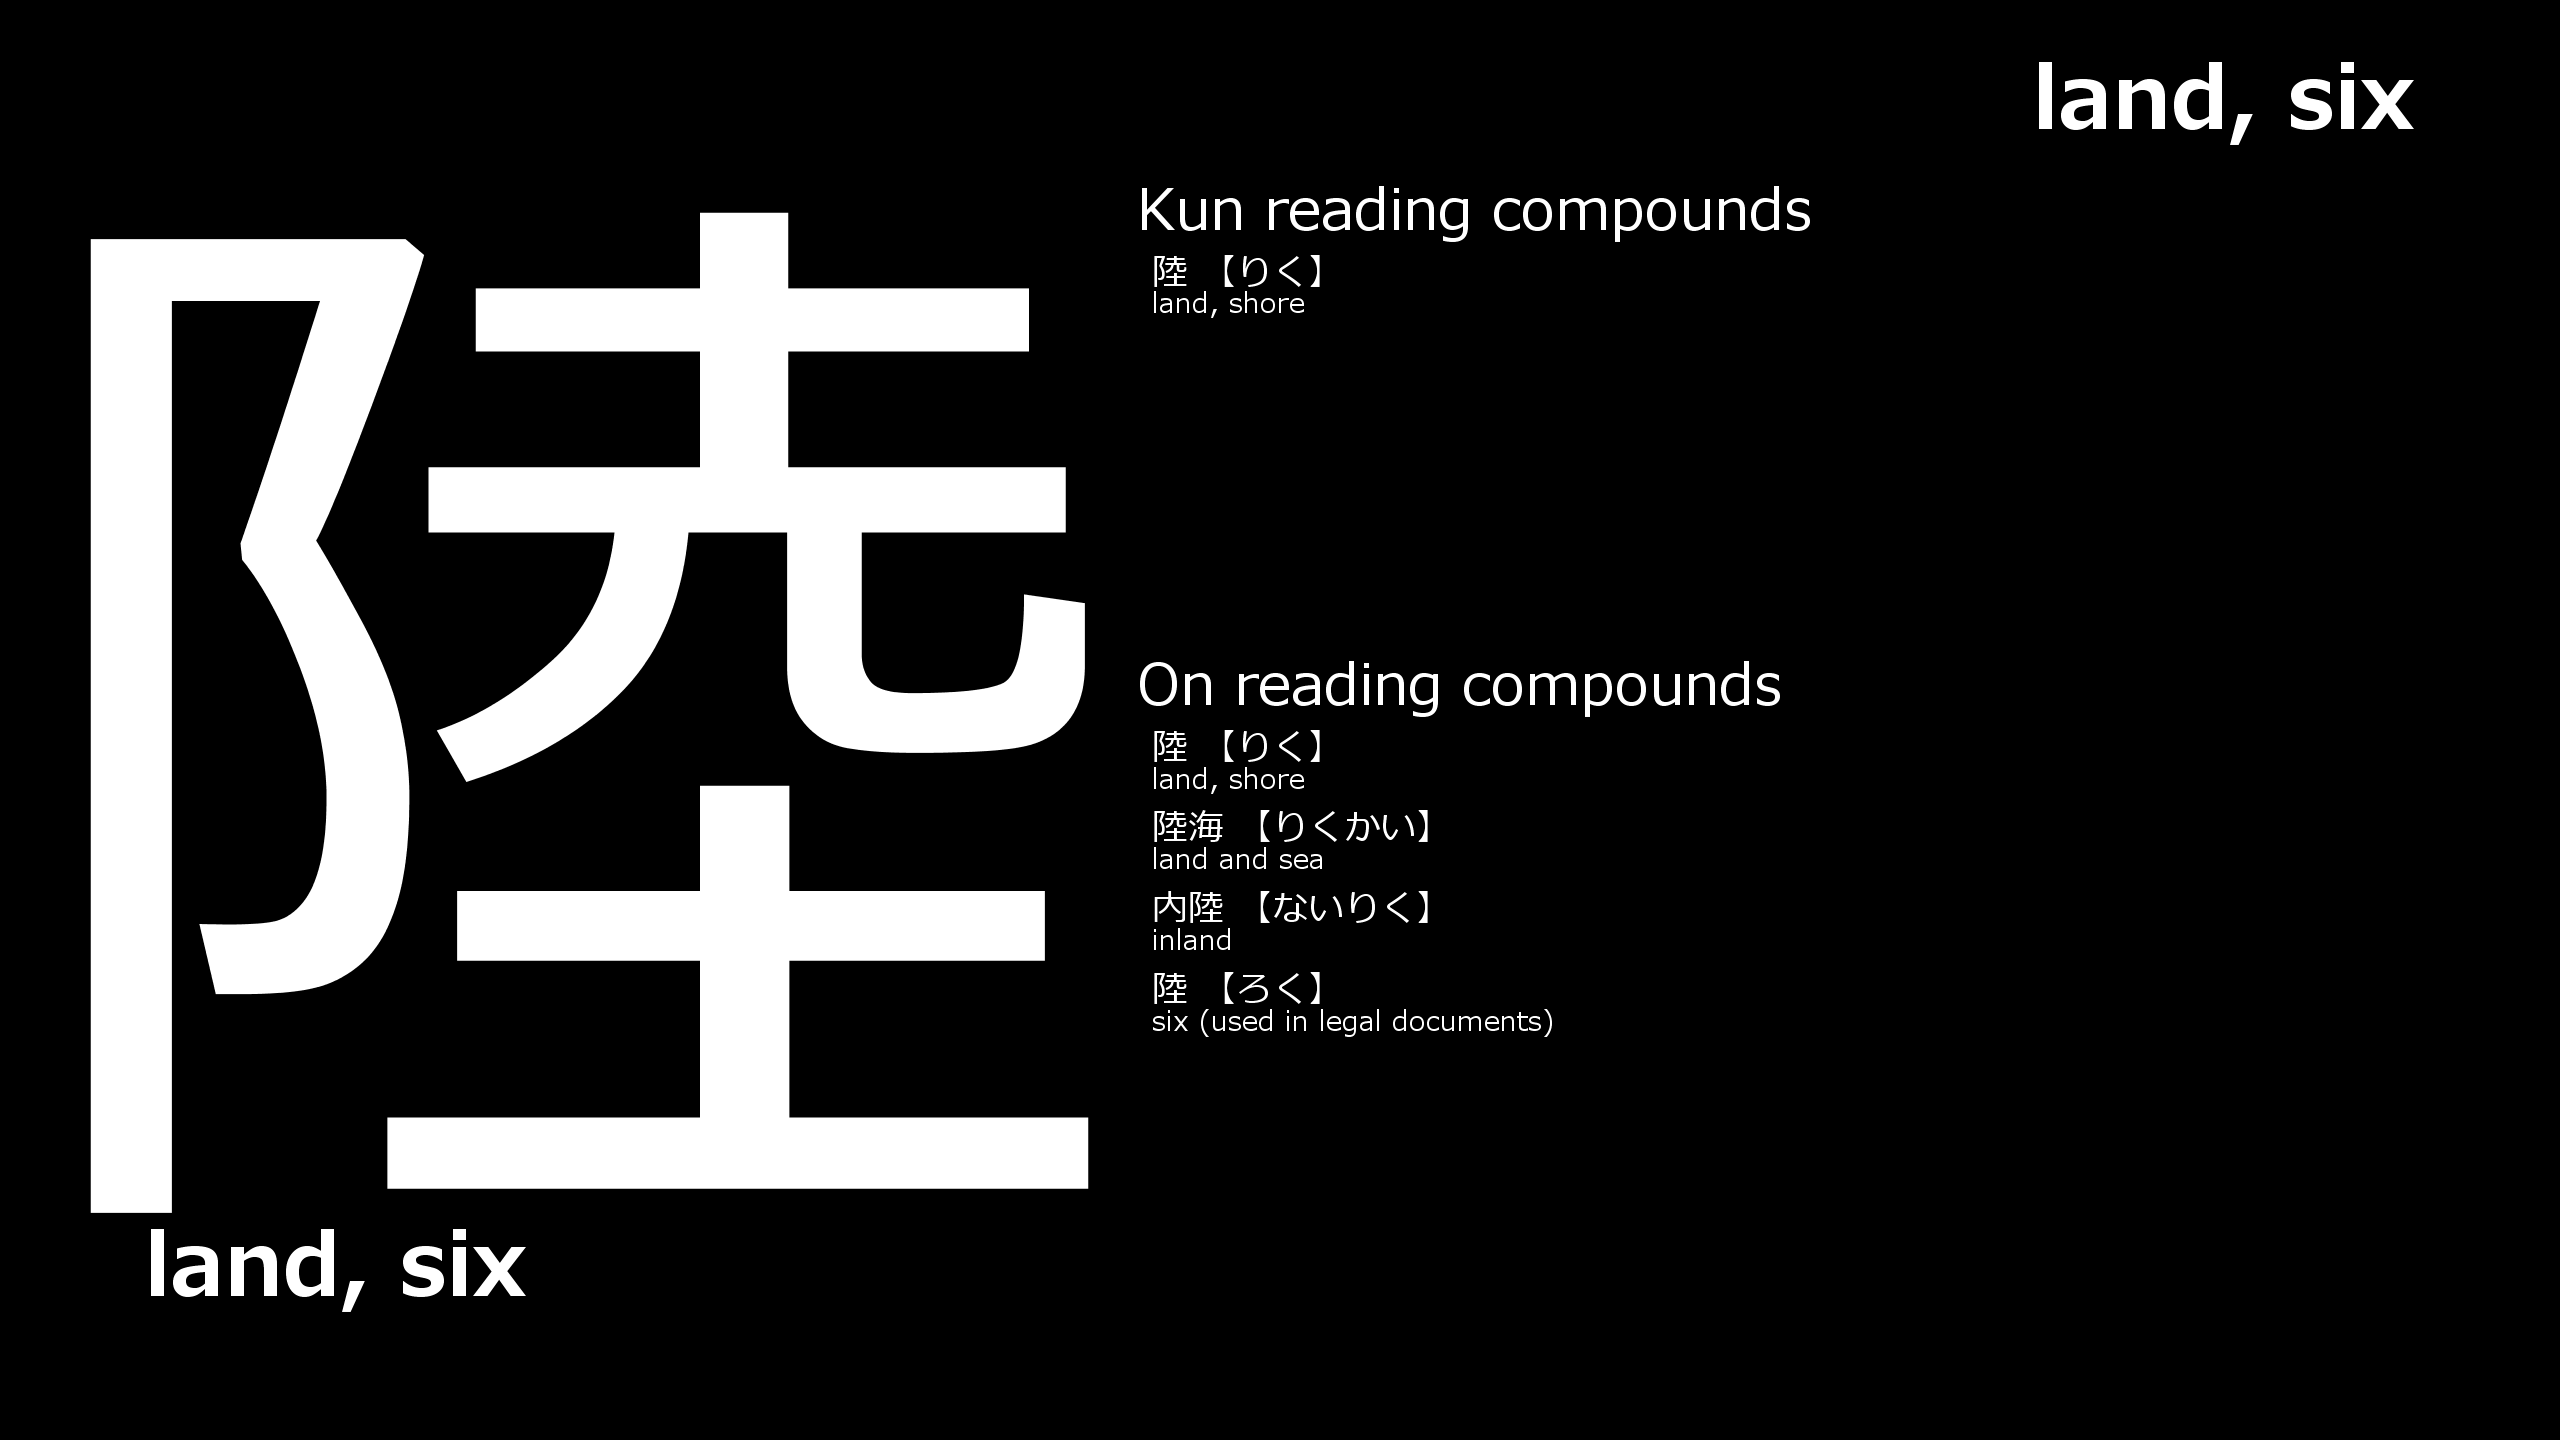 land, six
陸
Kun reading compounds
陸 【りく】
land, shore
On reading compounds
陸 【りく】
land, shore
陸海 【りくかい】
land and sea
内陸 【ないりく】
inland
陸 【ろく】
six (used in legal documents)
land, six